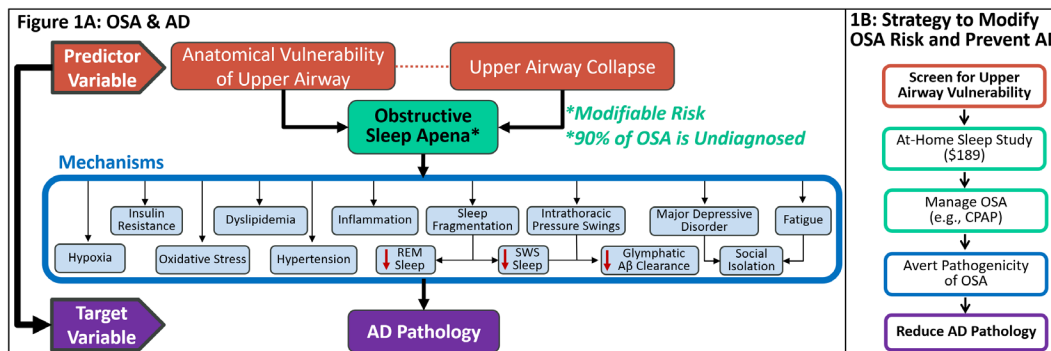 Figure 1A: OSA & AD
Predictor
Variable
Anatomical Vulnerability
of Upper Airway
Upper Airway Collapse
Obstructive
Sleep Apena*
*Modifiable Risk
*90% of OSA is Undiagnosed
Mechanisms
Insulin
Resistance
Dyslipidemia
Inflammation
Sleep
Fragmentation
Intrathoracic
Pressure Swings
Major Depressive
Disorder
Fatigue
Hypoxia
Oxidative Stress
Hypertension
REM
Sleep
SWS
Sleep
Glymphatic
Aβ Clearance
Social
Isolation
Target
Variable
AD Pathology
1B: Strategy to Modify
OSA Risk and Prevent AD
Screen for Upper
Airway Vulnerability
At-Home Sleep Study
($189)
Manage OSA
(e.g., CPAP)
Avert Pathogenicity
of OSA
Reduce AD Pathology